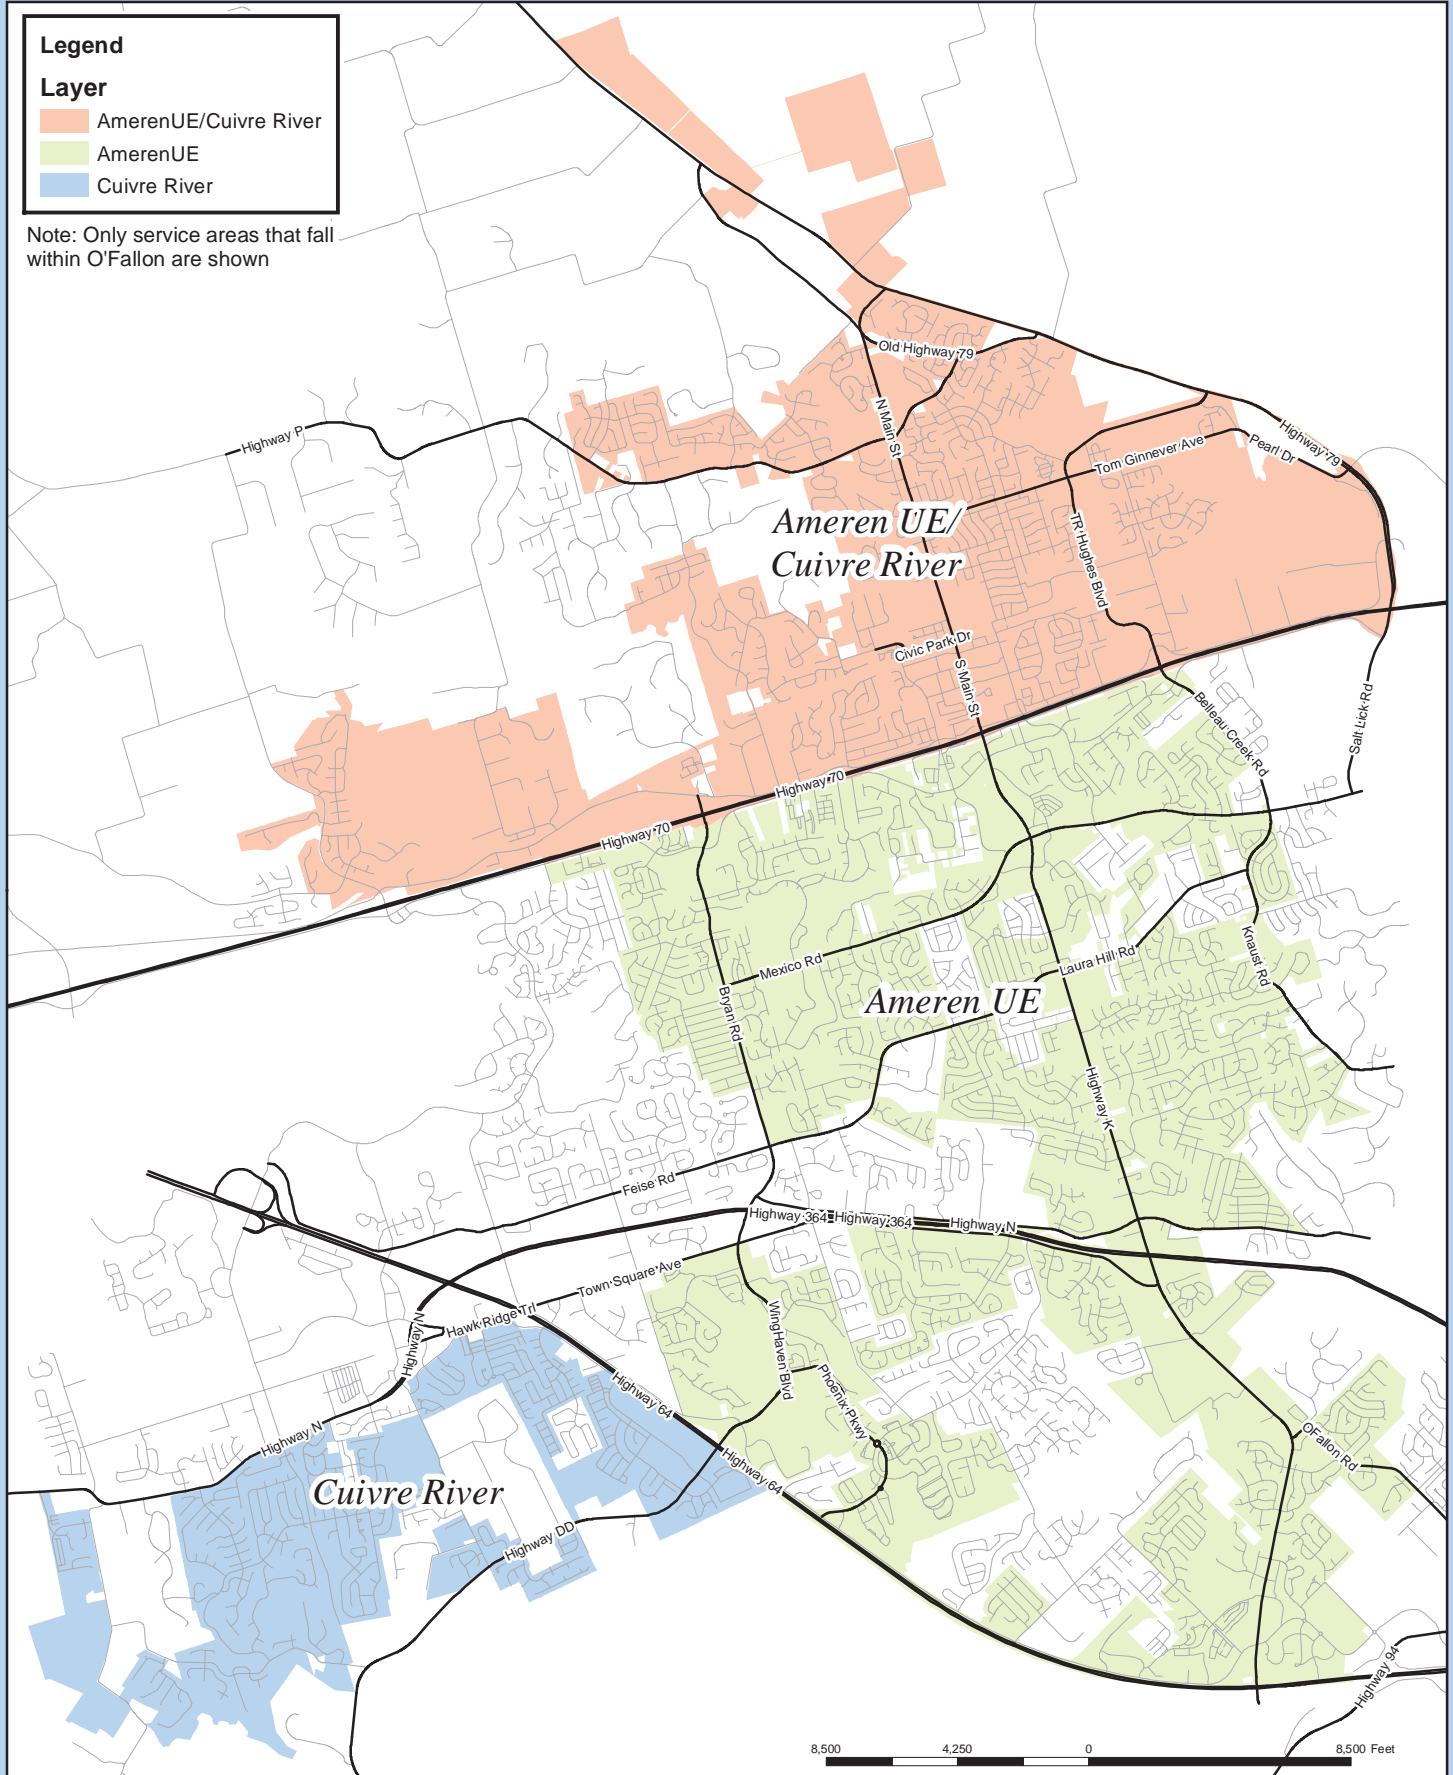 Legend
Layer
AmerenUE/Cuivre River
AmerenUE
Cuivre River
Note: Only service areas that fall
within O'Fallon are shown
Old Highway 79
N Main St
Highway P
Highway 79
Pearl Dr
Tom Ginnever Ave
Ameren UE/
Cuivre River
TR Hughes Blvd
Civic Park Dr
S Main St
Belleau Creek Rd
Salt Lick Rd
Highway 70
Highway 70
Mexico Rd
Laura Hill Rd
Knaust Rd
Bryan Rd
Ameren UE
Highway K
Feise Rd
Highway 364
Highway 364
Highway N
Town Square Ave
Hawk Ridge Trl
Highway N
WingHaven Blvd
Phoenix Pkwy
Highway 64
Highway N
Highway 64
OFallon Rd
Cuivre River
Highway DD
Highway 94
8,500
4,250
0
8,500 Feet